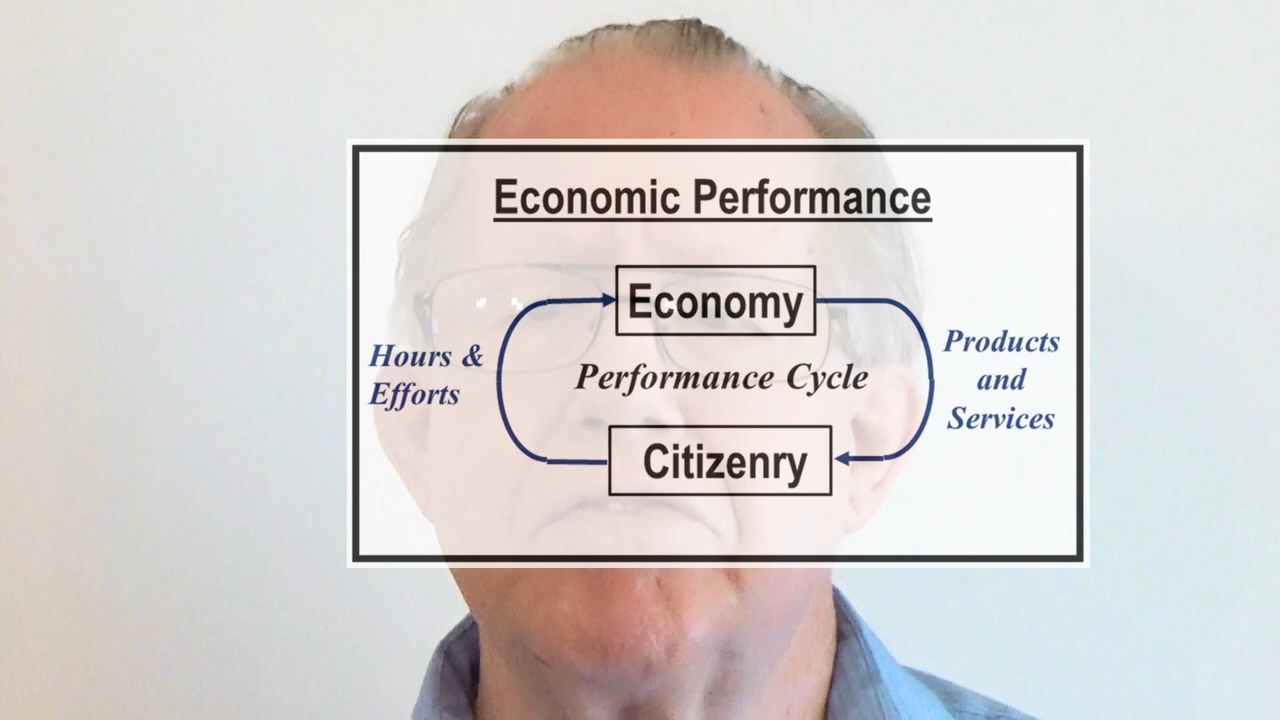 Economic Performance
Economy
Hours &
Efforts
Performance Cycle
Products
and
Services
Citizenry